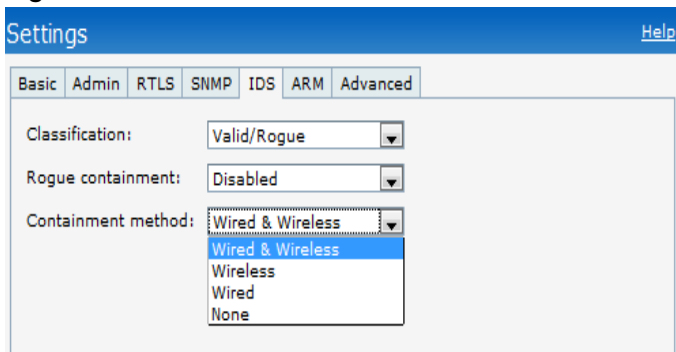 Settings Help
Basic Admin RTLS SNMP IDS ARM Advanced
Classification: Valid/Rogue
Rogue containment: Disabled
Containment method: Wired & Wireless
Wired & Wireless
Wireless
Wired
None